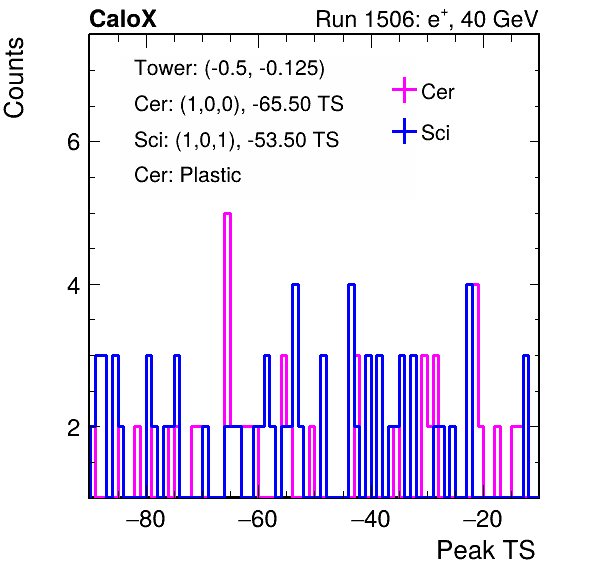 CaloX Run 1506: e⁺, 40 GeV
Counts
Tower: (-0.5, -0.125)
Cer: (1,0,0), -65.50 TS
Sci: (1,0,1), -53.50 TS
Cer: Plastic
Cer
Sci
6
4
2
−80 −60 −40 −20
Peak TS